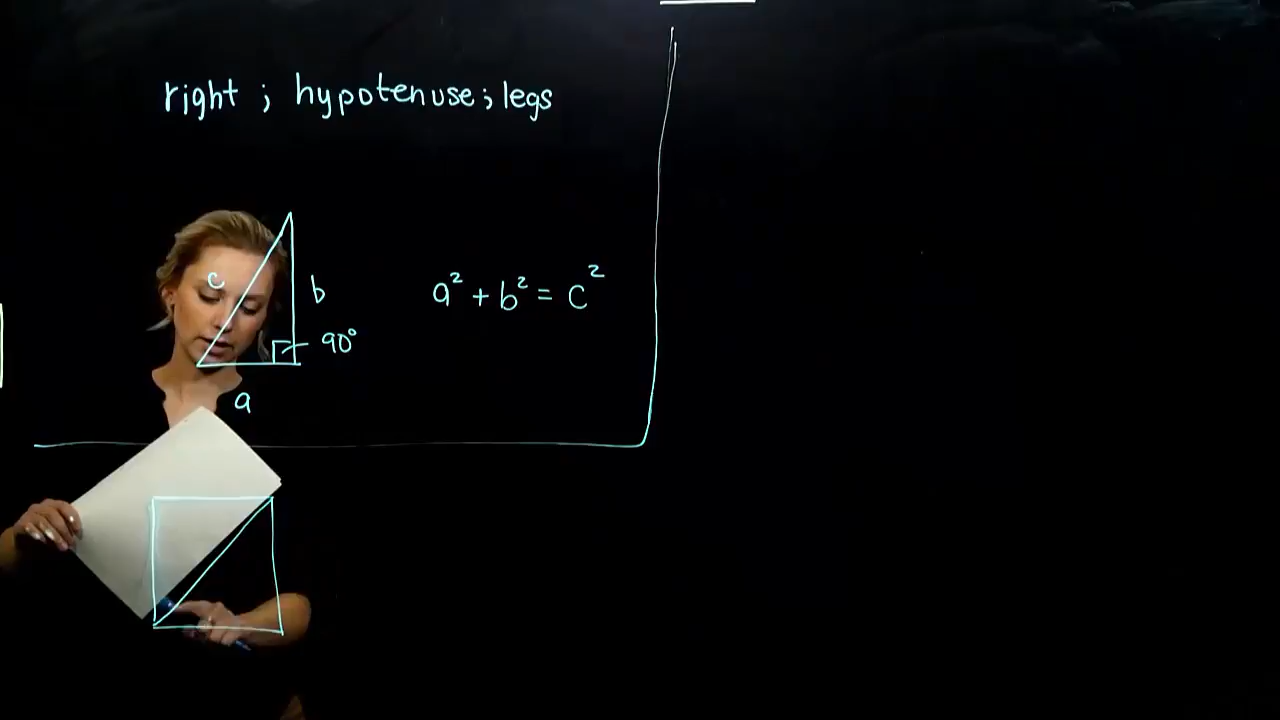 right ; hypotenuse; legs
c
b
a² + b² = c²
90°
a